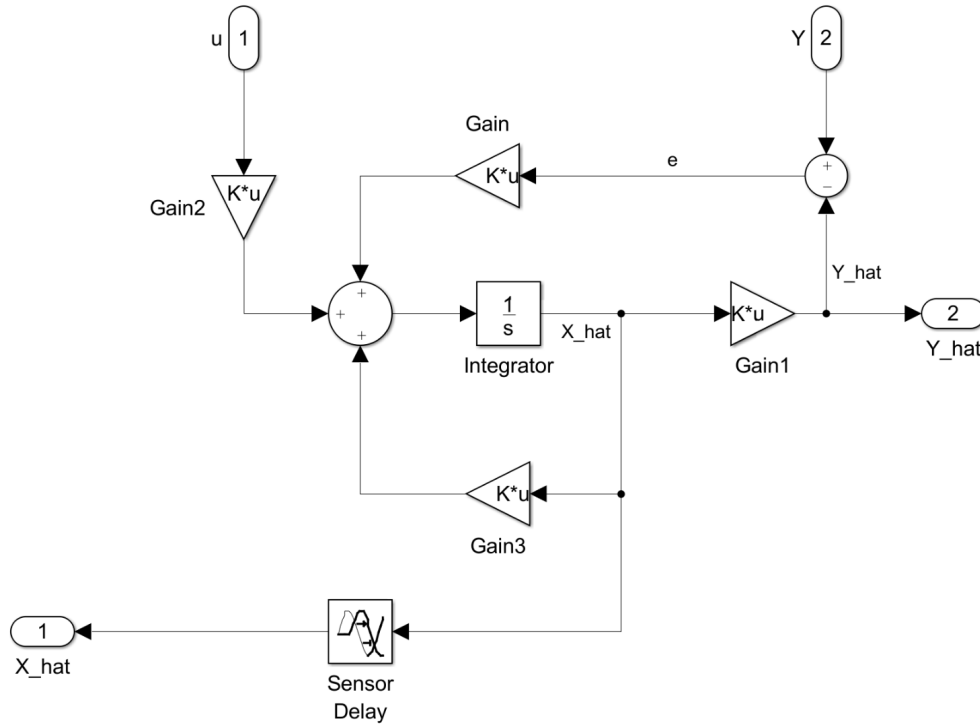 u 1
Y 2
Gain
K*u
e
+
−
K*u
Gain2
Y_hat
+
+
+
1
s
Integrator
X_hat
K*u
Gain1
2
Y_hat
K*u
Gain3
1
X_hat
Sensor
Delay